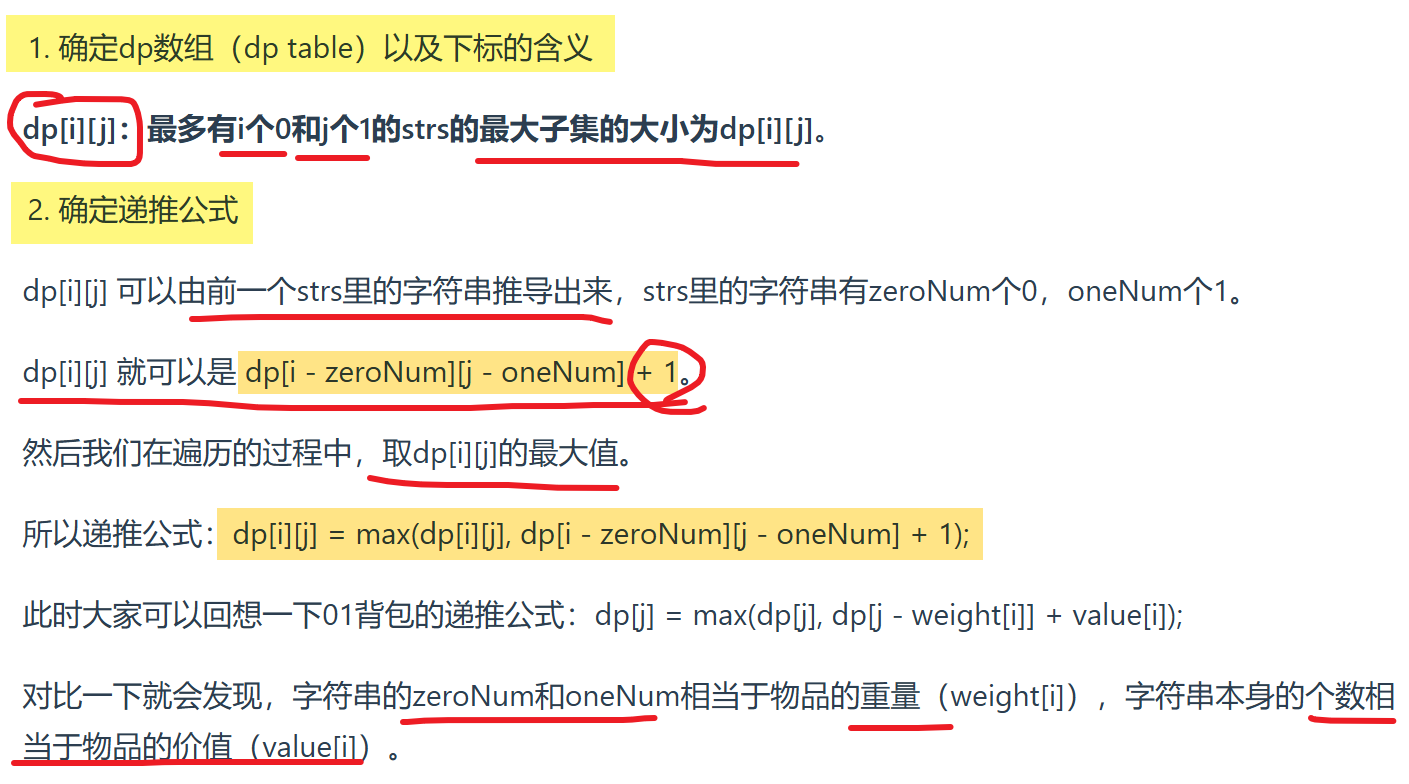 1. 确定dp数组（dp table）以及下标的含义
dp[i][j]：最多有i个0和j个1的strs的最大子集的大小为dp[i][j]。
2. 确定递推公式
dp[i][j] 可以由前一个strs里的字符串推导出来，strs里的字符串有zeroNum个0，oneNum个1。
dp[i][j] 就可以是 dp[i - zeroNum][j - oneNum] + 1。
然后我们在遍历的过程中，取dp[i][j]的最大值。
所以递推公式：dp[i][j] = max(dp[i][j], dp[i - zeroNum][j - oneNum] + 1);
此时大家可以回想一下01背包的递推公式：dp[j] = max(dp[j], dp[j - weight[i]] + value[i]);
对比一下就会发现，字符串的zeroNum和oneNum相当于物品的重量（weight[i]），字符串本身的个数相
当于物品的价值（value[i]）。